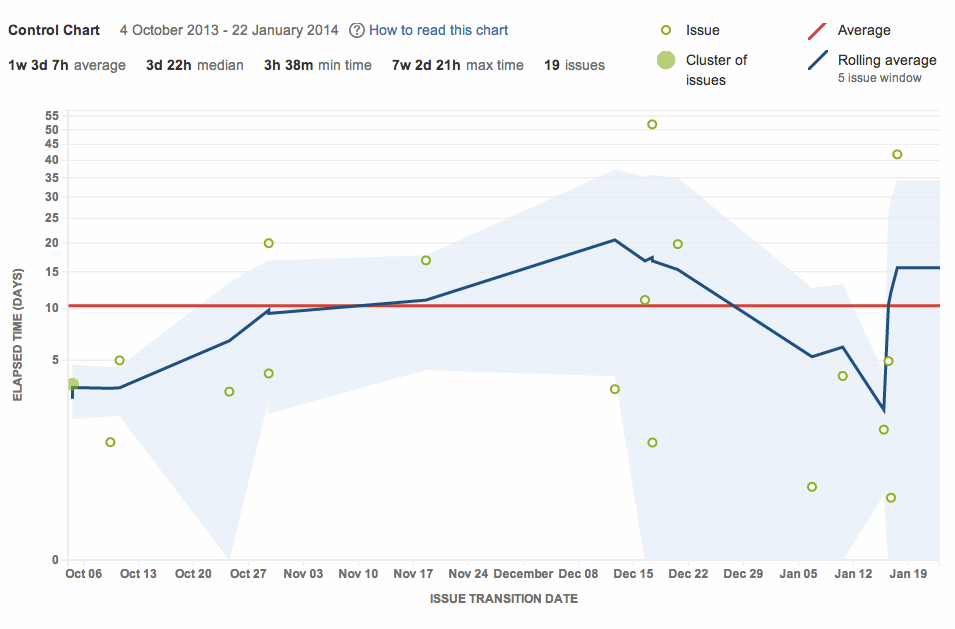 Control Chart 4 October 2013 - 22 January 2014 ? How to read this chart
1w 3d 7h average 3d 22h median 3h 38m min time 7w 2d 21h max time 19 issues
Issue
Cluster of
issues
Average
Rolling average
5 issue window
ELAPSED TIME (DAYS)
55
50
45
40
35
30
25
20
15
10
5
0
Oct 06 Oct 13 Oct 20 Oct 27 Nov 03 Nov 10 Nov 17 Nov 24 December Dec 08 Dec 15 Dec 22 Dec 29 Jan 05 Jan 12 Jan 19
ISSUE TRANSITION DATE